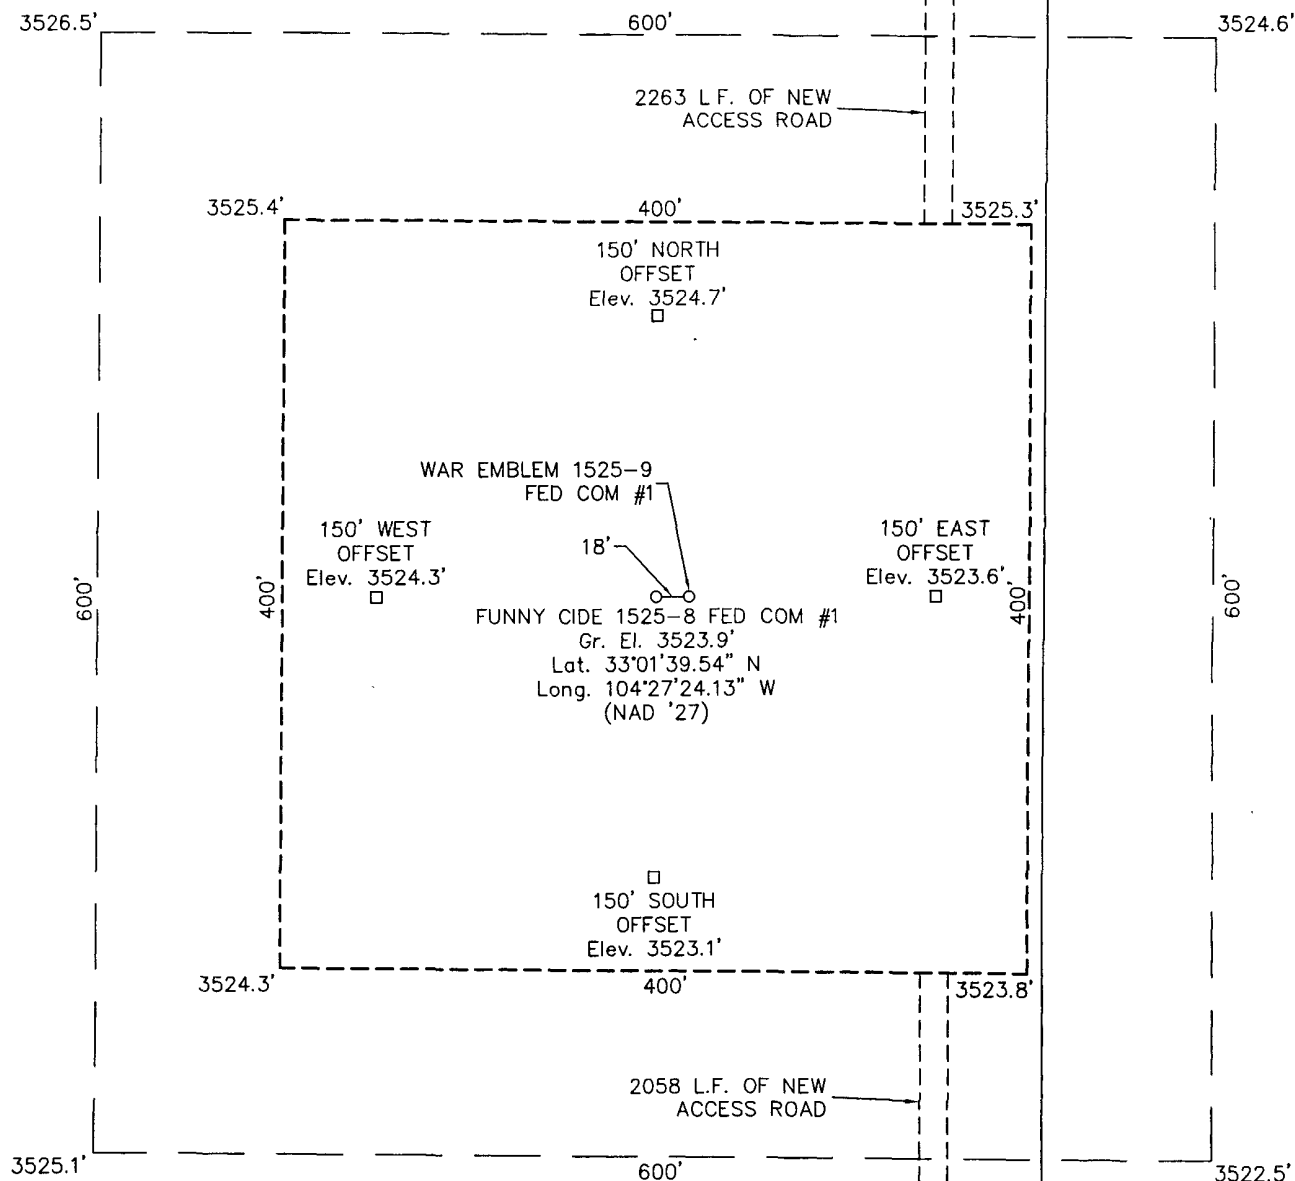 3526.5'
600'
3524.6'
2263 L.F. OF NEW
ACCESS ROAD
3525.4'
400'
3525.3'
150' NORTH
OFFSET
Elev. 3524.7'
WAR EMBLEM 1525-9
FED COM #1
150' WEST
OFFSET
Elev. 3524.3'
18'
150' EAST
OFFSET
Elev. 3523.6'
600'
400'
400'
600'
FUNNY CIDE 1525-8 FED COM #1
Gr. El. 3523.9'
Lat. 33°01'39.54" N
Long. 104°27'24.13" W
(NAD '27)
150' SOUTH
OFFSET
Elev. 3523.1'
3524.3'
400'
3523.8'
2058 L.F. OF NEW
ACCESS ROAD
3525.1'
600'
3522.5'